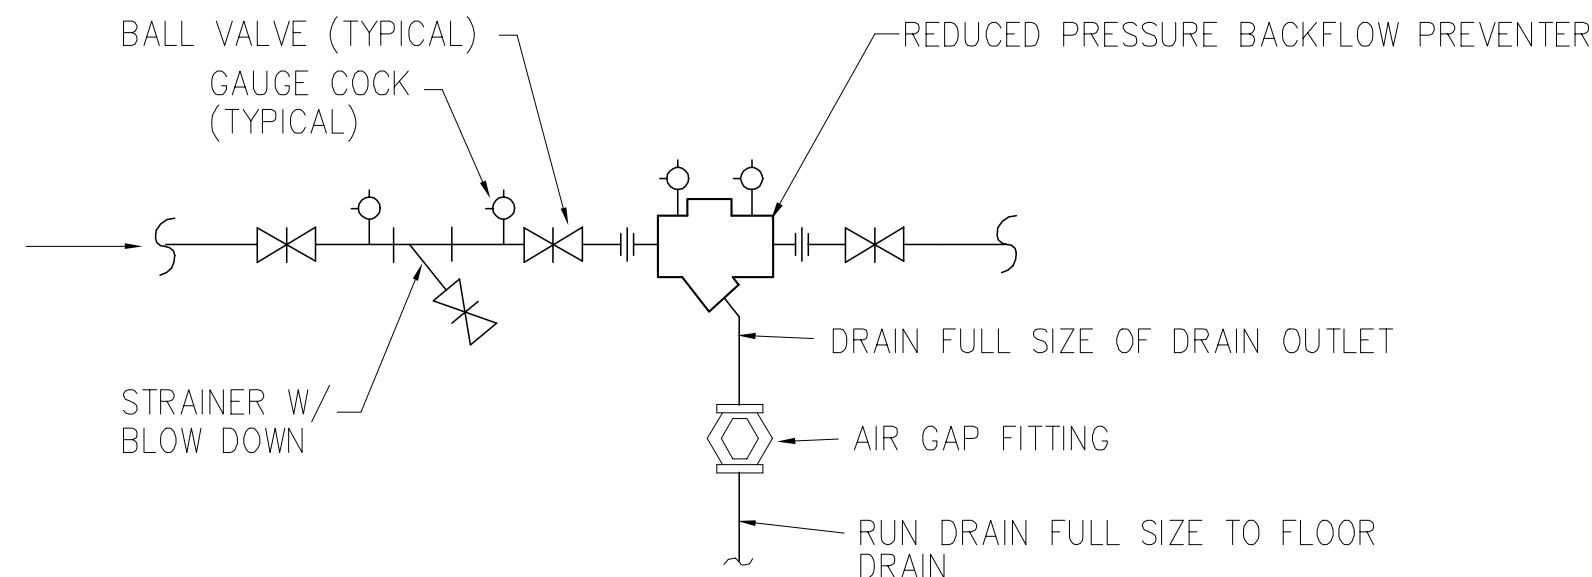 BALL VALVE (TYPICAL)
REDUCED PRESSURE BACKFLOW PREVENTER
GAUGE COCK
(TYPICAL)
DRAIN FULL SIZE OF DRAIN OUTLET
STRAINER W/
BLOW DOWN
AIR GAP FITTING
RUN DRAIN FULL SIZE TO FLOOR
DRAIN